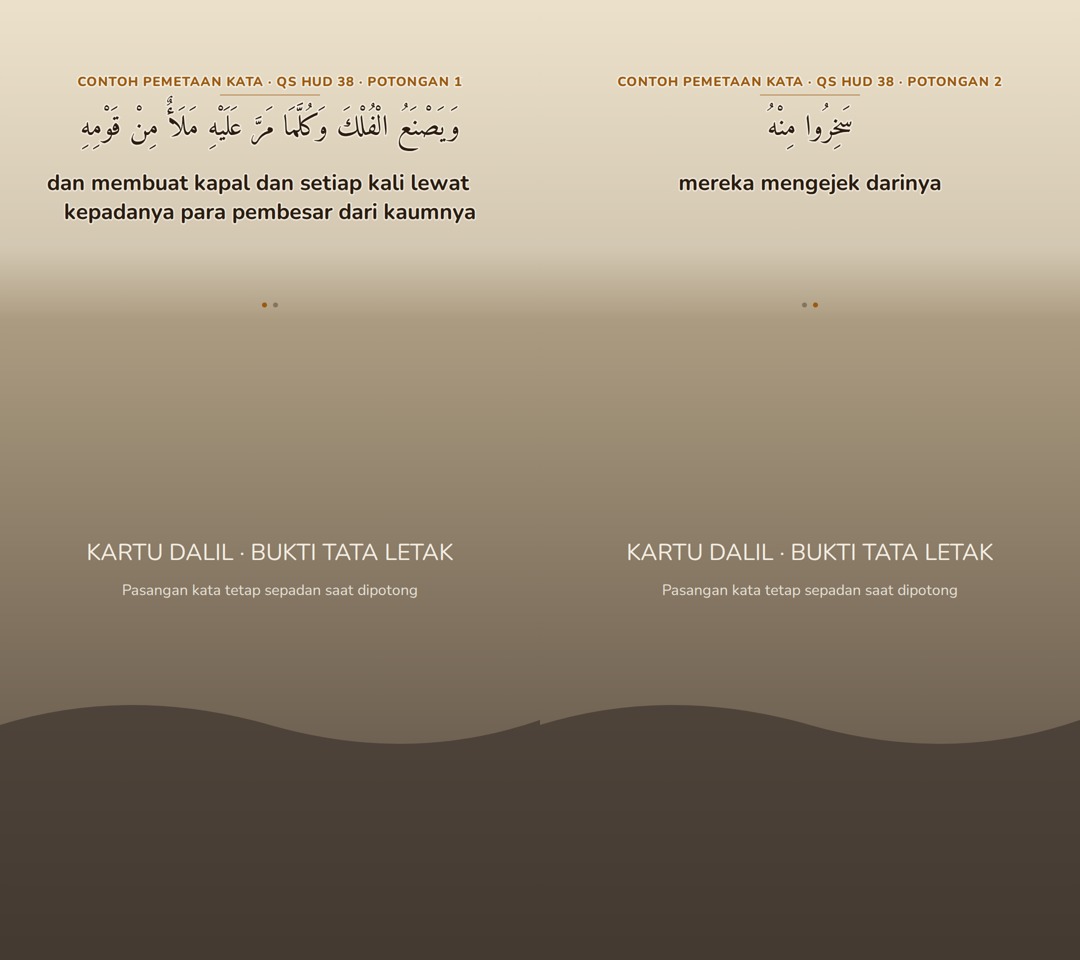 CONTOH PEMETAAN KATA · QS HUD 38 · POTONGAN 1
وَيَصْنَعُ الْفُلْكَ وَكُلَّمَا مَرَّ عَلَيْهِ مَلَأٌ مِنْ قَوْمِهِ
dan membuat kapal dan setiap kali lewat
kepadanya para pembesar dari kaumnya
KARTU DALIL · BUKTI TATA LETAK
Pasangan kata tetap sepadan saat dipotong
CONTOH PEMETAAN KATA · QS HUD 38 · POTONGAN 2
سَخِرُوا مِنْهُ
mereka mengejek darinya
KARTU DALIL · BUKTI TATA LETAK
Pasangan kata tetap sepadan saat dipotong